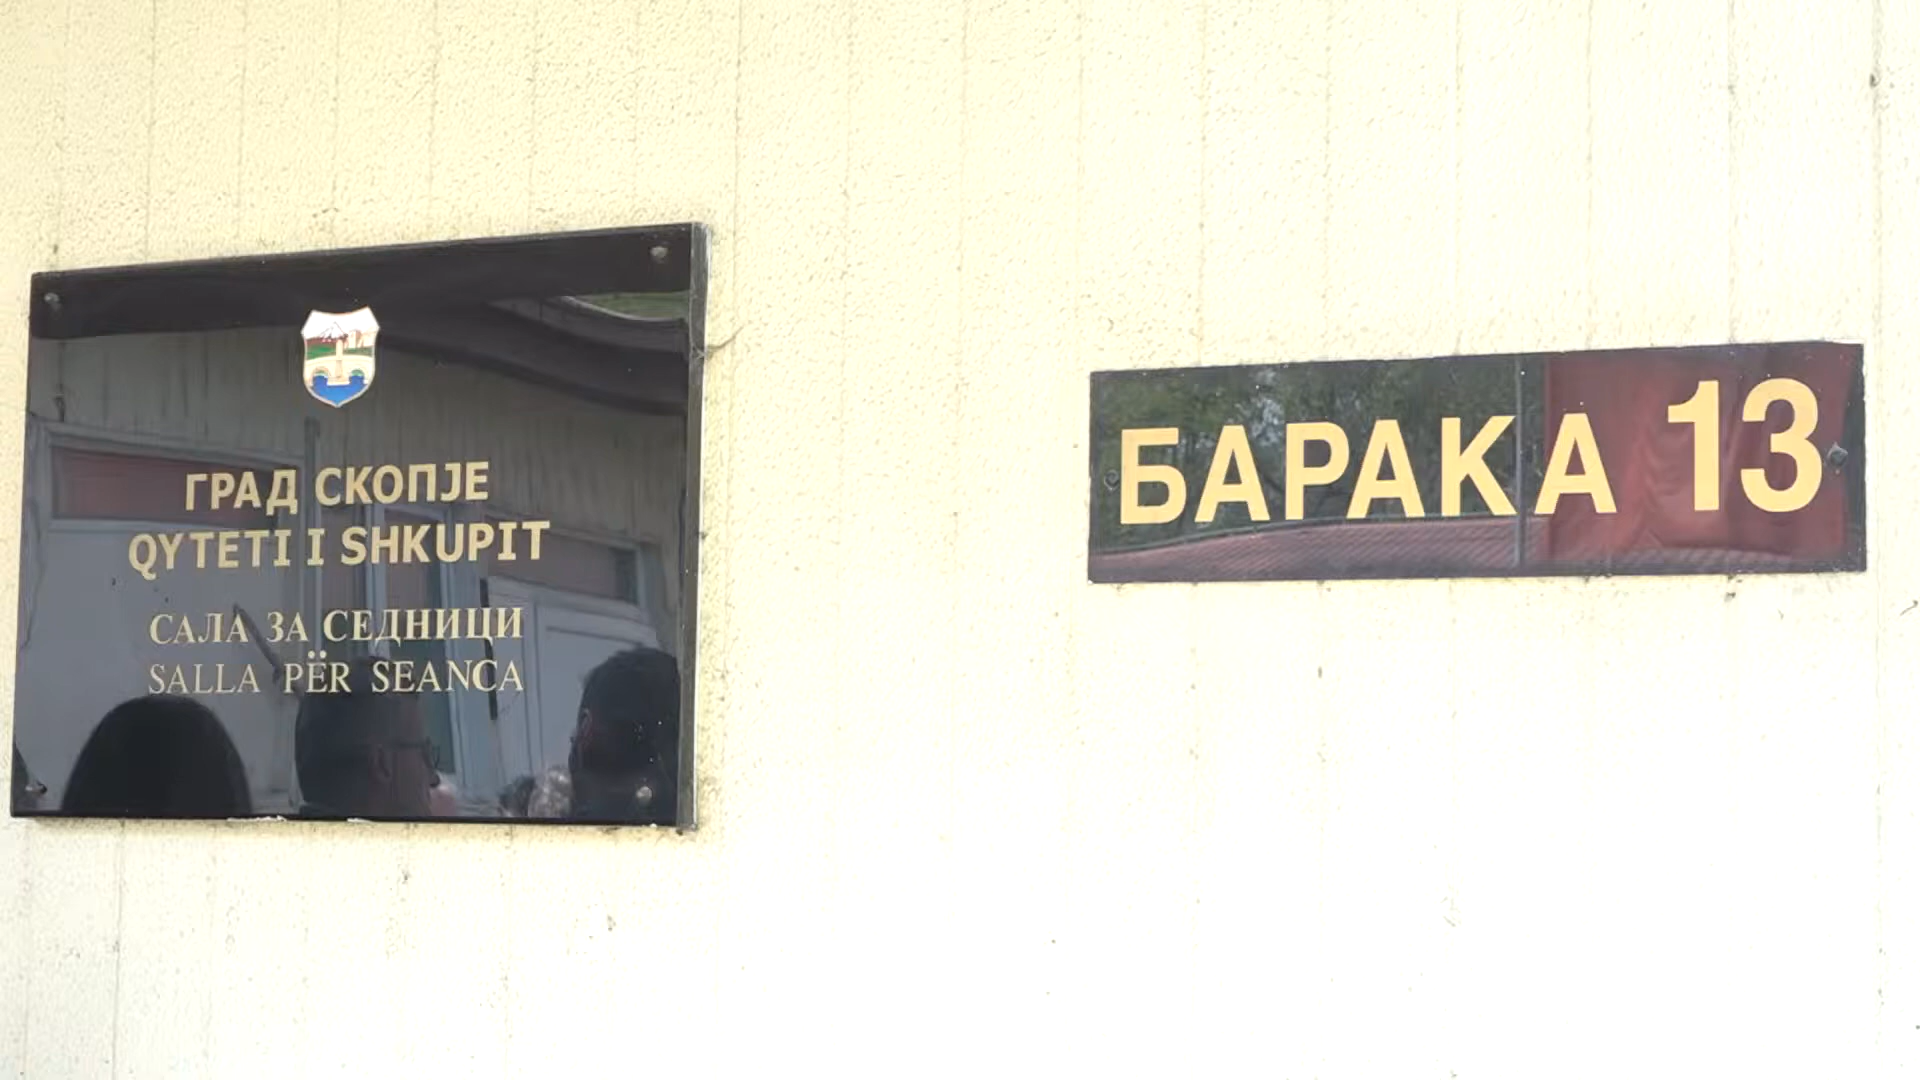 ГРАД СКОПЈЕ
QYTETI I SHKUPIT
САЛА ЗА СЕДНИЦИ
SALLA PËR SEANCA
БАРАКА 13